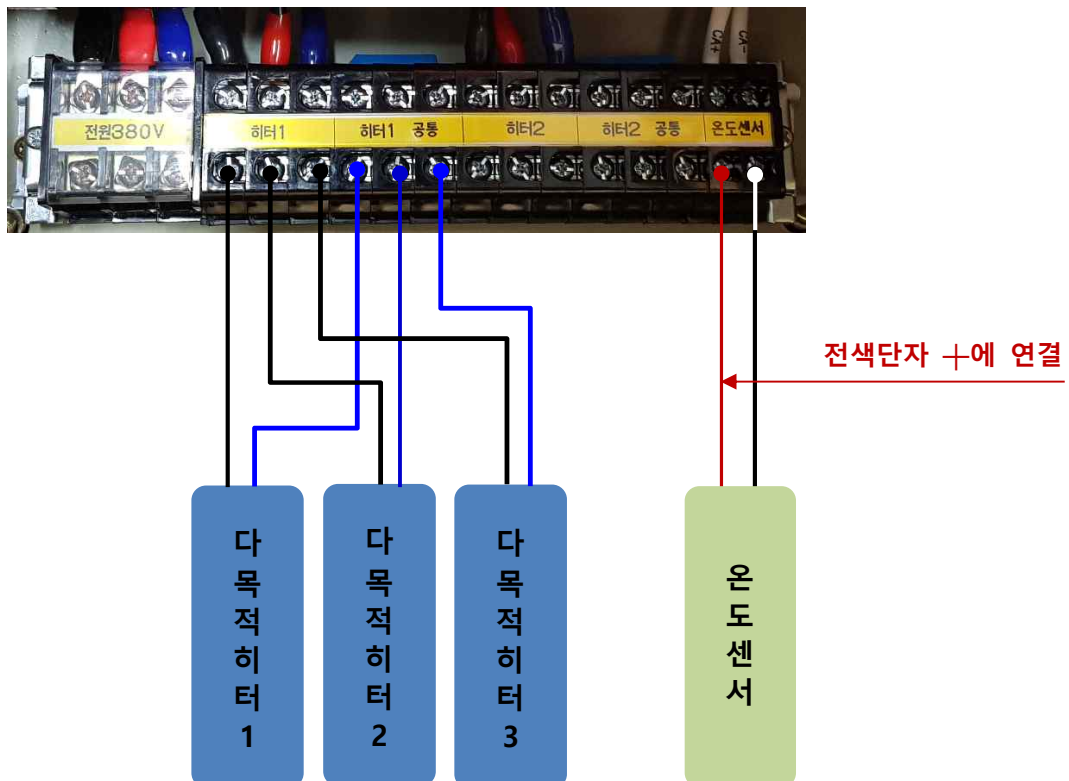 CA+
CA-
전원380V
히터1
히터1 공통
히터2
히터2 공통
온도센서
전색단자 +에 연결
다목적히터1
다목적히터2
다목적히터3
온도센서